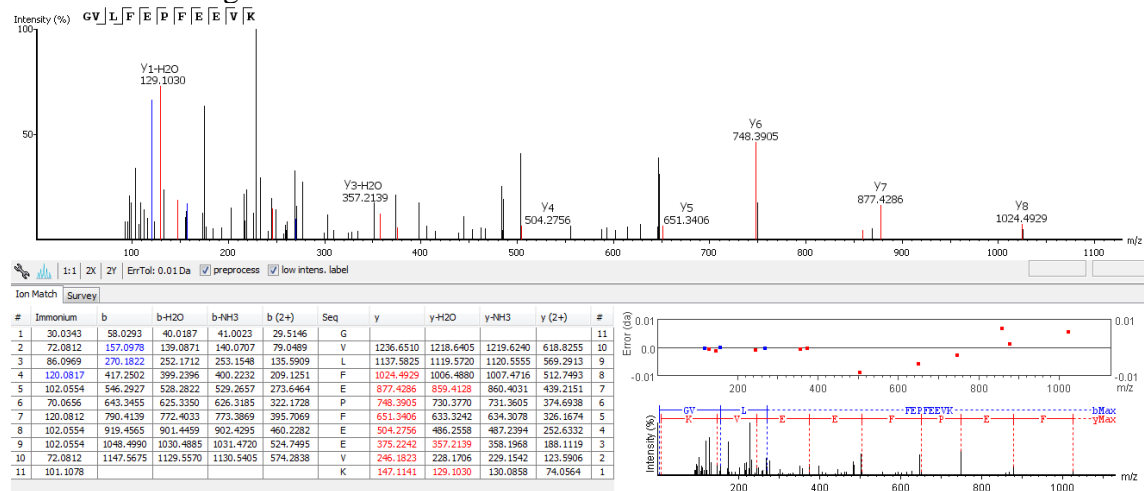 Intensity (%) GV L F E P F E E V K
100
50
y1-H2O
129.1030
y3-H2O
357.2139
y4
504.2756
y5
651.3406
y6
748.3905
y7
877.4286
y8
1024.4929
100 200 300 400 500 600 700 800 900 1000 1100 m/z
1:1 2X 2Y ErrTol: 0.01 Da preprocess low intens. label
Ion Match Survey
# Immonium b b-H2O b-NH3 b (2+) Seq y y-H2O y-NH3 y (2+) #
1 30.0343 58.0293 40.0187 41.0023 29.5146 G 11
2 72.0812 157.0978 139.0871 140.0707 79.0489 V 1236.6510 1218.6405 1219.6240 618.8255 10
3 86.0969 270.1822 252.1712 253.1548 135.5909 L 1137.5825 1119.5720 1120.5555 569.2913 9
4 120.0817 417.2502 399.2396 400.2232 209.1251 F 1024.4929 1006.4880 1007.4716 512.7493 8
5 102.0554 546.2927 528.2822 529.2657 273.6464 E 877.4286 859.4128 860.4031 439.2151 7
6 70.0656 643.3455 625.3350 626.3185 322.1728 P 748.3905 730.3770 731.3605 374.6938 6
7 120.0812 790.4139 772.4033 773.3869 395.7069 F 651.3406 633.3242 634.3078 326.1674 5
8 102.0554 919.4565 901.4459 902.4295 460.2282 E 504.2756 486.2558 487.2394 252.6332 4
9 102.0554 1048.4990 1030.4885 1031.4720 524.7495 E 375.2242 357.2139 358.1968 188.1119 3
10 72.0812 1147.5675 1129.5570 1130.5405 574.2838 V 246.1823 228.1706 229.1542 123.5906 2
11 101.1078 K 147.1141 129.1030 130.0858 74.0564 1
Error (da)
0.01 0.01
0.0
-0.01 -0.01
200 400 600 800 1000 m/z
Intensity (%)
GV L FEPFEEVK bMax
K V E E F P E F yMax
200 400 600 800 1000 m/z